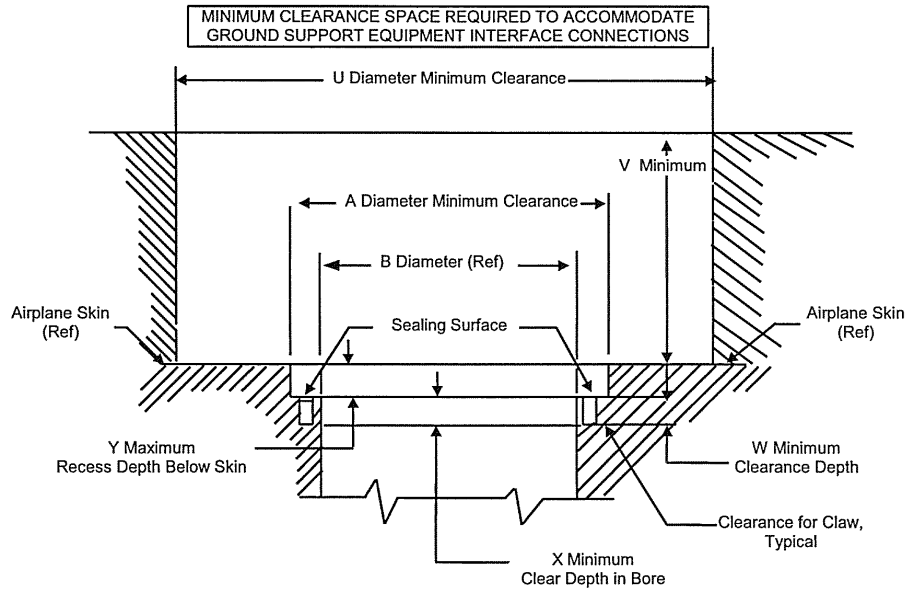 MINIMUM CLEARANCE SPACE REQUIRED TO ACCOMMODATE
GROUND SUPPORT EQUIPMENT INTERFACE CONNECTIONS
U Diameter Minimum Clearance
V Minimum
A Diameter Minimum Clearance
B Diameter (Ref)
Airplane Skin
(Ref)
Sealing Surface
Airplane Skin
(Ref)
Y Maximum
Recess Depth Below Skin
W Minimum
Clearance Depth
Clearance for Claw,
Typical
X Minimum
Clear Depth in Bore